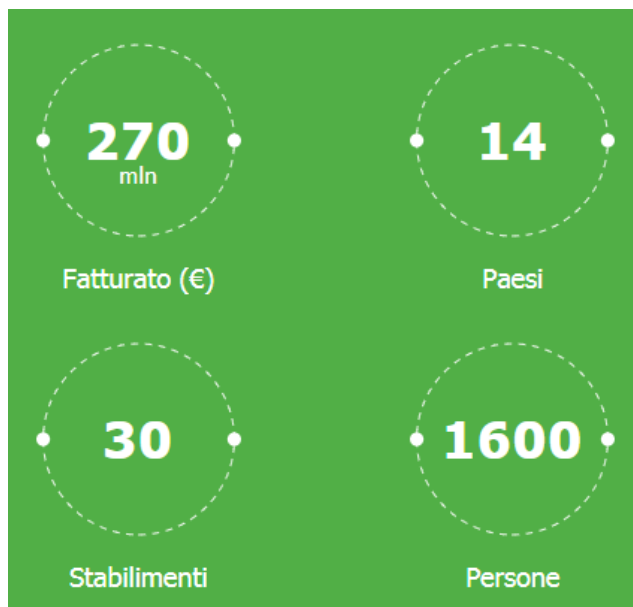 270
mln
Fatturato (€)
14
Paesi
30
Stabilimenti
1600
Persone